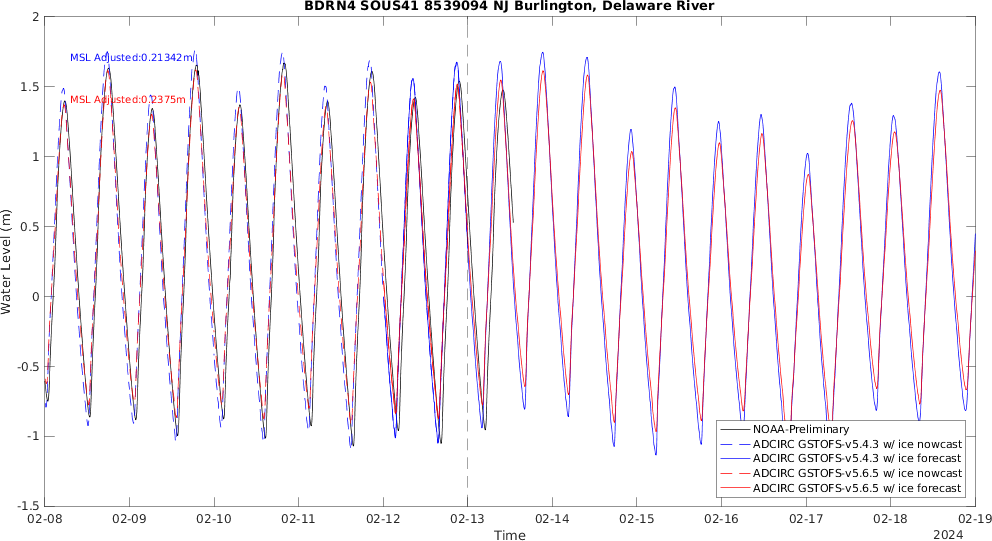 BDRN4 SOUS41 8539094 NJ Burlington, Delaware River
2
1.5
1
0.5
0
-0.5
-1
-1.5
Water Level (m)
MSL Adjusted:0.21342m
MSL Adjusted:0.2375m
NOAA-Preliminary
ADCIRC GSTOFS-v5.4.3 w/ ice nowcast
ADCIRC GSTOFS-v5.4.3 w/ ice forecast
ADCIRC GSTOFS-v5.6.5 w/ ice nowcast
ADCIRC GSTOFS-v5.6.5 w/ ice forecast
02-08 02-09 02-10 02-11 02-12 02-13 02-14 02-15 02-16 02-17 02-18 02-19
Time
2024